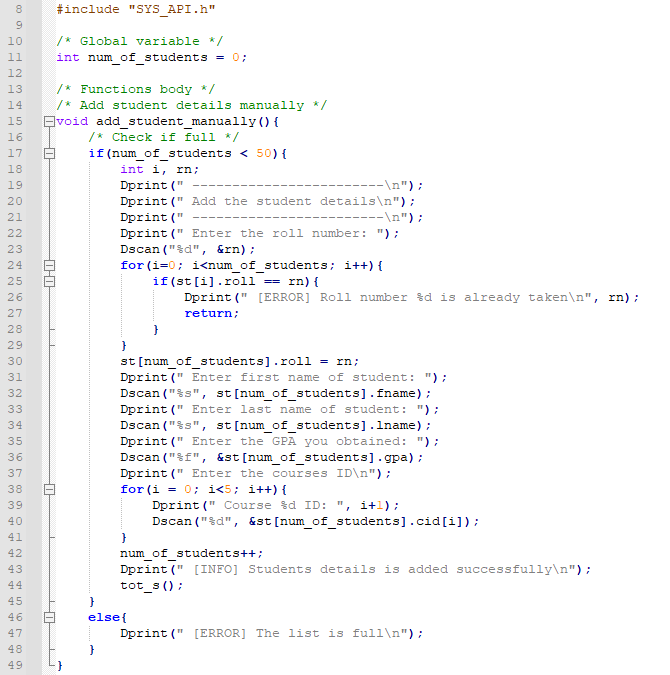 8 #include "SYS_API.h"
9
10 /* Global variable */
11 int num_of_students = 0;
12
13 /* Functions body */
14 /* Add student details manually */
15 void add_student_manually(){
16     /* Check if full */
17     if(num_of_students < 50){
18         int i, rn;
19         Dprint(" ------------------------\n");
20         Dprint(" Add the student details\n");
21         Dprint(" ------------------------\n");
22         Dprint(" Enter the roll number: ");
23         Dscan("%d", &rn);
24         for(i=0; i<num_of_students; i++){
25             if(st[i].roll == rn){
26                 Dprint(" [ERROR] Roll number %d is already taken\n", rn);
27                 return;
28             }
29         }
30         st[num_of_students].roll = rn;
31         Dprint(" Enter first name of student: ");
32         Dscan("%s", st[num_of_students].fname);
33         Dprint(" Enter last name of student: ");
34         Dscan("%s", st[num_of_students].lname);
35         Dprint(" Enter the GPA you obtained: ");
36         Dscan("%f", &st[num_of_students].gpa);
37         Dprint(" Enter the courses ID\n");
38         for(i = 0; i<5; i++){
39             Dprint(" Course %d ID: ", i+1);
40             Dscan("%d", &st[num_of_students].cid[i]);
41         }
42         num_of_students++;
43         Dprint(" [INFO] Students details is added successfully\n");
44         tot_s();
45     }
46     else{
47         Dprint(" [ERROR] The list is full\n");
48     }
49 }